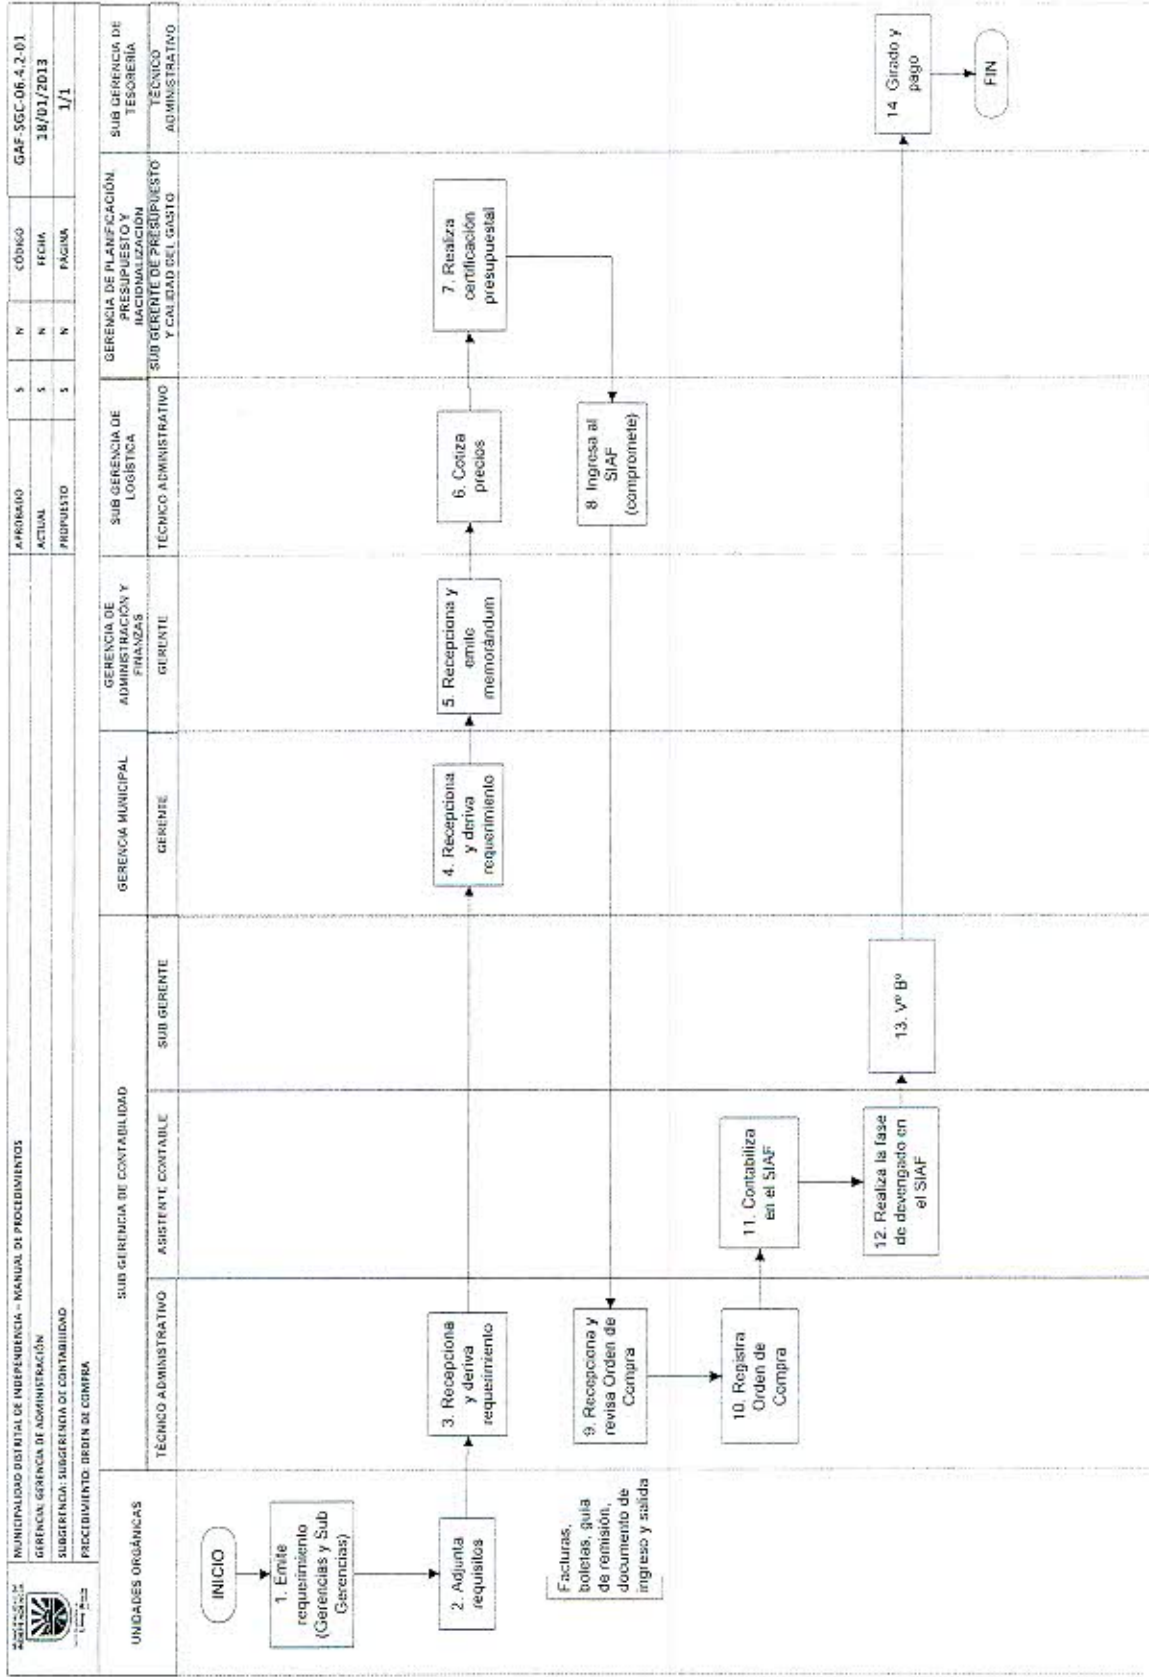 MUNICIPALIDAD DISTRITAL DE INDEPENDENCIA – MANUAL DE PROCEDIMIENTOS
APROBADO
S
N
CÓDIGO
GAF-SGC-06.4.2-01
GERENCIA: GERENCIA DE ADMINISTRACIÓN
ACTUAL
S
N
FECHA
18/01/2013
SUBGERENCIA: SUBGERENCIA DE CONTABILIDAD
PROPUESTO
S
N
PÁGINA
1/1
PROCEDIMIENTO: ORDEN DE COMPRA
UNIDADES ORGÁNICAS
SUB GERENCIA DE CONTABILIDAD
GERENCIA MUNICIPAL
GERENCIA DE
ADMINISTRACIÓN Y
FINANZAS
SUB GERENCIA DE
LOGÍSTICA
GERENCIA DE PLANIFICACIÓN,
PRESUPUESTO Y
RACIONALIZACIÓN
SUB GERENCIA DE
TESORERÍA
TÉCNICO ADMINISTRATIVO
ASISTENTE CONTABLE
SUB GERENTE
GERENTE
GERENTE
TÉCNICO ADMINISTRATIVO
SUB GERENTE DE PRESUPUESTO
Y CALIDAD DEL GASTO
TÉCNICO
ADMINISTRATIVO
INICIO
1. Emite
requerimiento
(Gerencias y Sub
Gerencias)
2. Adjunta
requisitos
3. Recepciona
y deriva
requerimiento
4. Recepciona
y deriva
requerimiento
5. Recepciona y
emite
memorándum
6. Cotiza
precios
7. Realiza
certificación
presupuestal
8. Ingresa al
SIAF
(compromete)
Facturas,
boletas, guia
de remisión,
documento de
ingreso y salida
9. Recepciona y
revisa Orden de
Compra
10. Registra
Orden de
Compra
11. Contabiliza
en el SIAF
12. Realiza la fase
de devengado en
el SIAF
13. Vº Bº
14. Girado y
pago
FIN